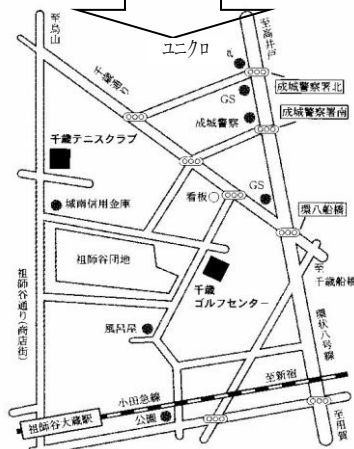 至烏山
ユニクロ
至高井戸
千歳通り
成城警察署北
GS
成城警察
成城警察署南
千歳テニスクラブ
城南信用金庫
看板
GS
環八船橋
祖師谷団地
千歳
ゴルフセンター
至
千歳船橋
祖師谷通り(商店街)
風呂屋
環状八号線
至新宿
小田急線
祖師谷大蔵駅
公園
至用賀